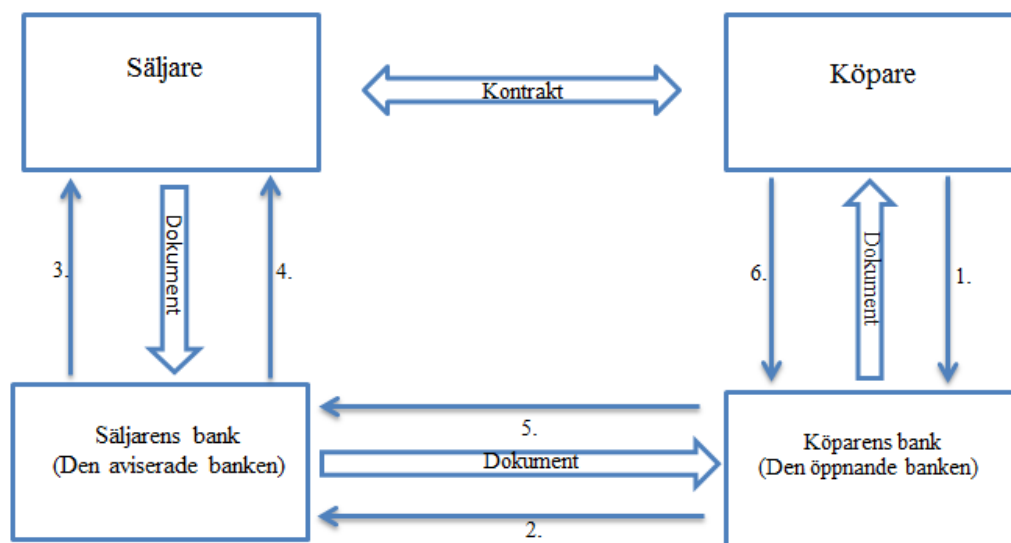 Säljare
Kontrakt
Köpare
3.
Dokument
4.
6.
Dokument
1.
Säljarens bank
(Den aviserade banken)
5.
Dokument
2.
Köparens bank
(Den öppnande banken)